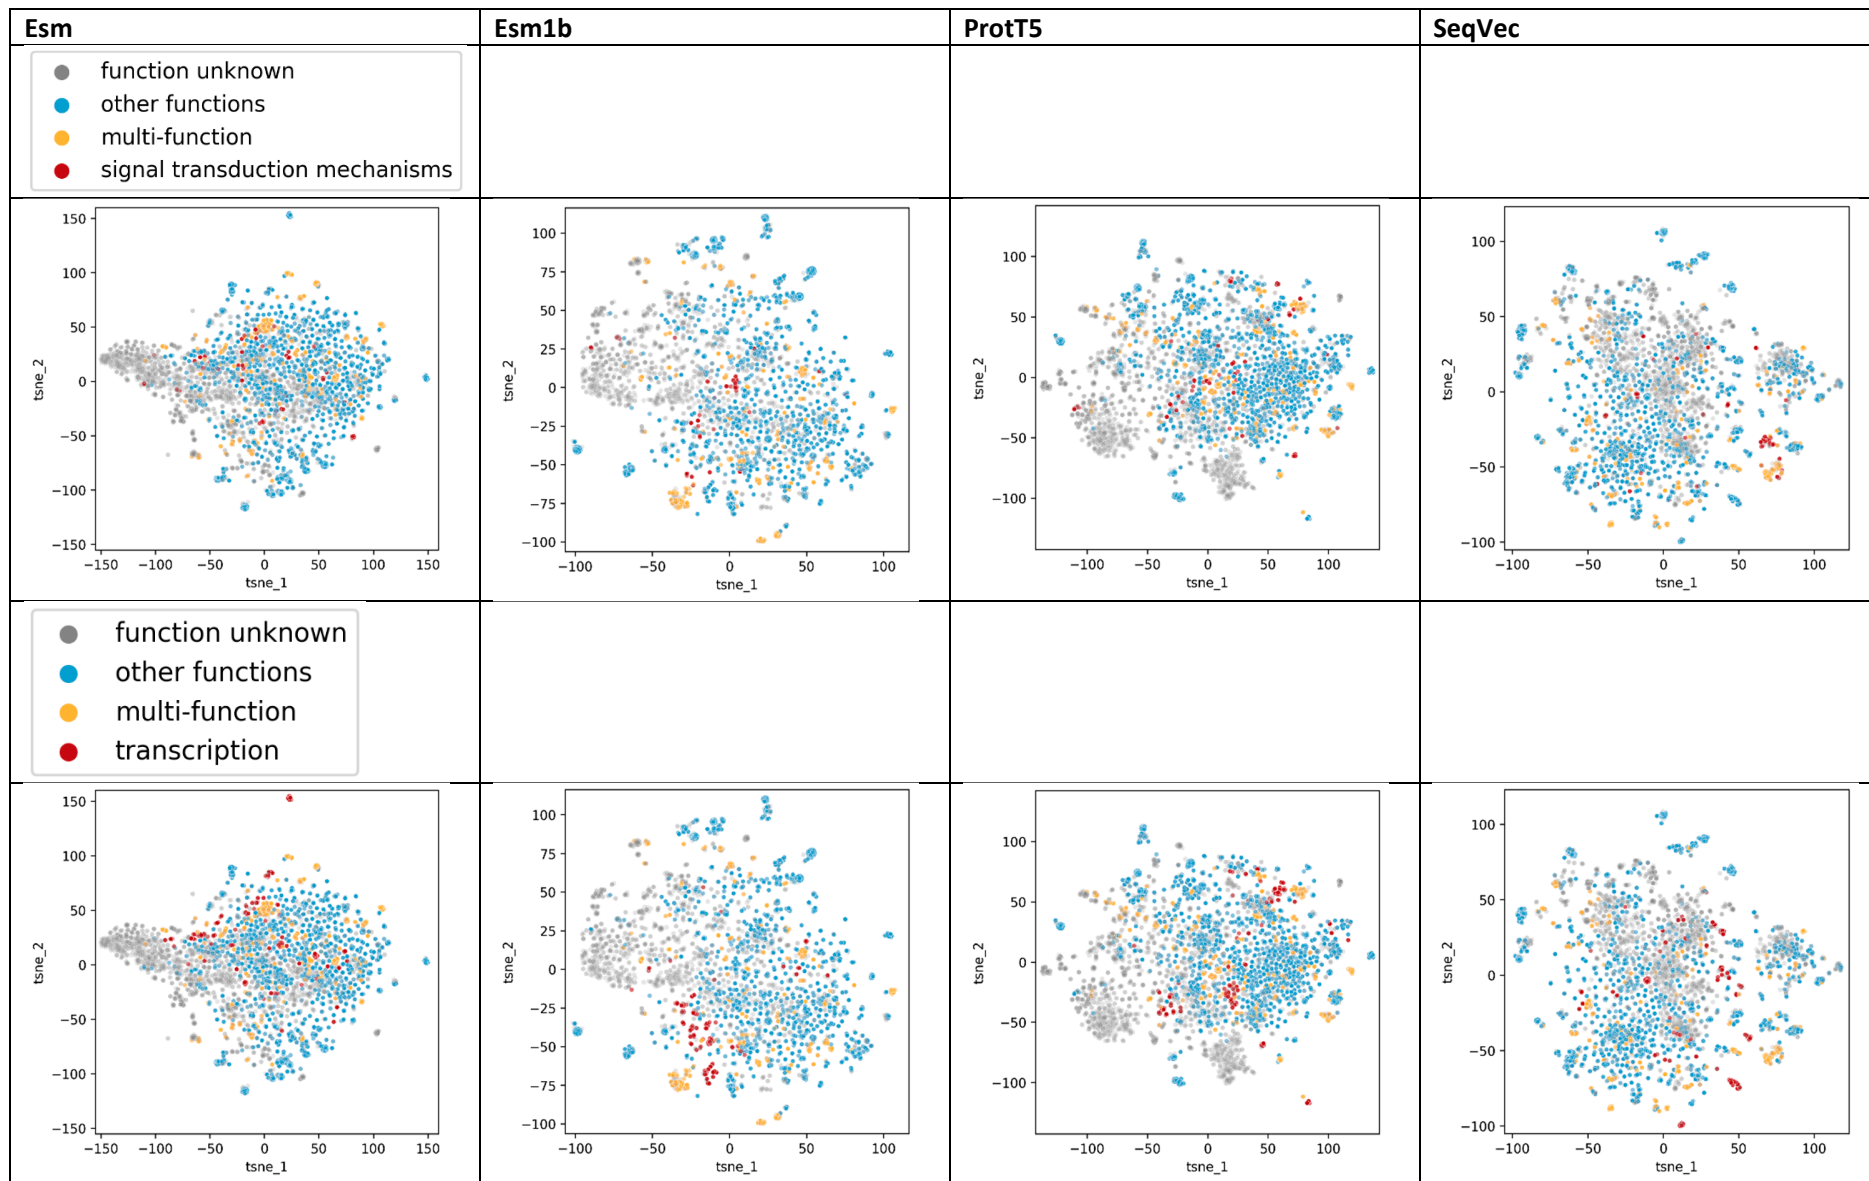 Esm Esm1b ProtT5 SeqVec
function unknown
other functions
multi-function
signal transduction mechanisms
150
100
50
0
−50
−100
−150
tsne_2
−150 −100 −50 0 50 100 150
tsne_1
100
75
50
25
0
−25
−50
−75
−100
tsne_2
−100 −50 0 50 100
tsne_1
100
50
0
−50
−100
tsne_2
−100 −50 0 50 100
tsne_1
100
50
0
−50
−100
tsne_2
−100 −50 0 50 100
tsne_1
function unknown
other functions
multi-function
transcription
150
100
50
0
−50
−100
−150
tsne_2
−150 −100 −50 0 50 100 150
tsne_1
100
75
50
25
0
−25
−50
−75
−100
tsne_2
−100 −50 0 50 100
tsne_1
100
50
0
−50
−100
tsne_2
−100 −50 0 50 100
tsne_1
100
50
0
−50
−100
tsne_2
−100 −50 0 50 100
tsne_1